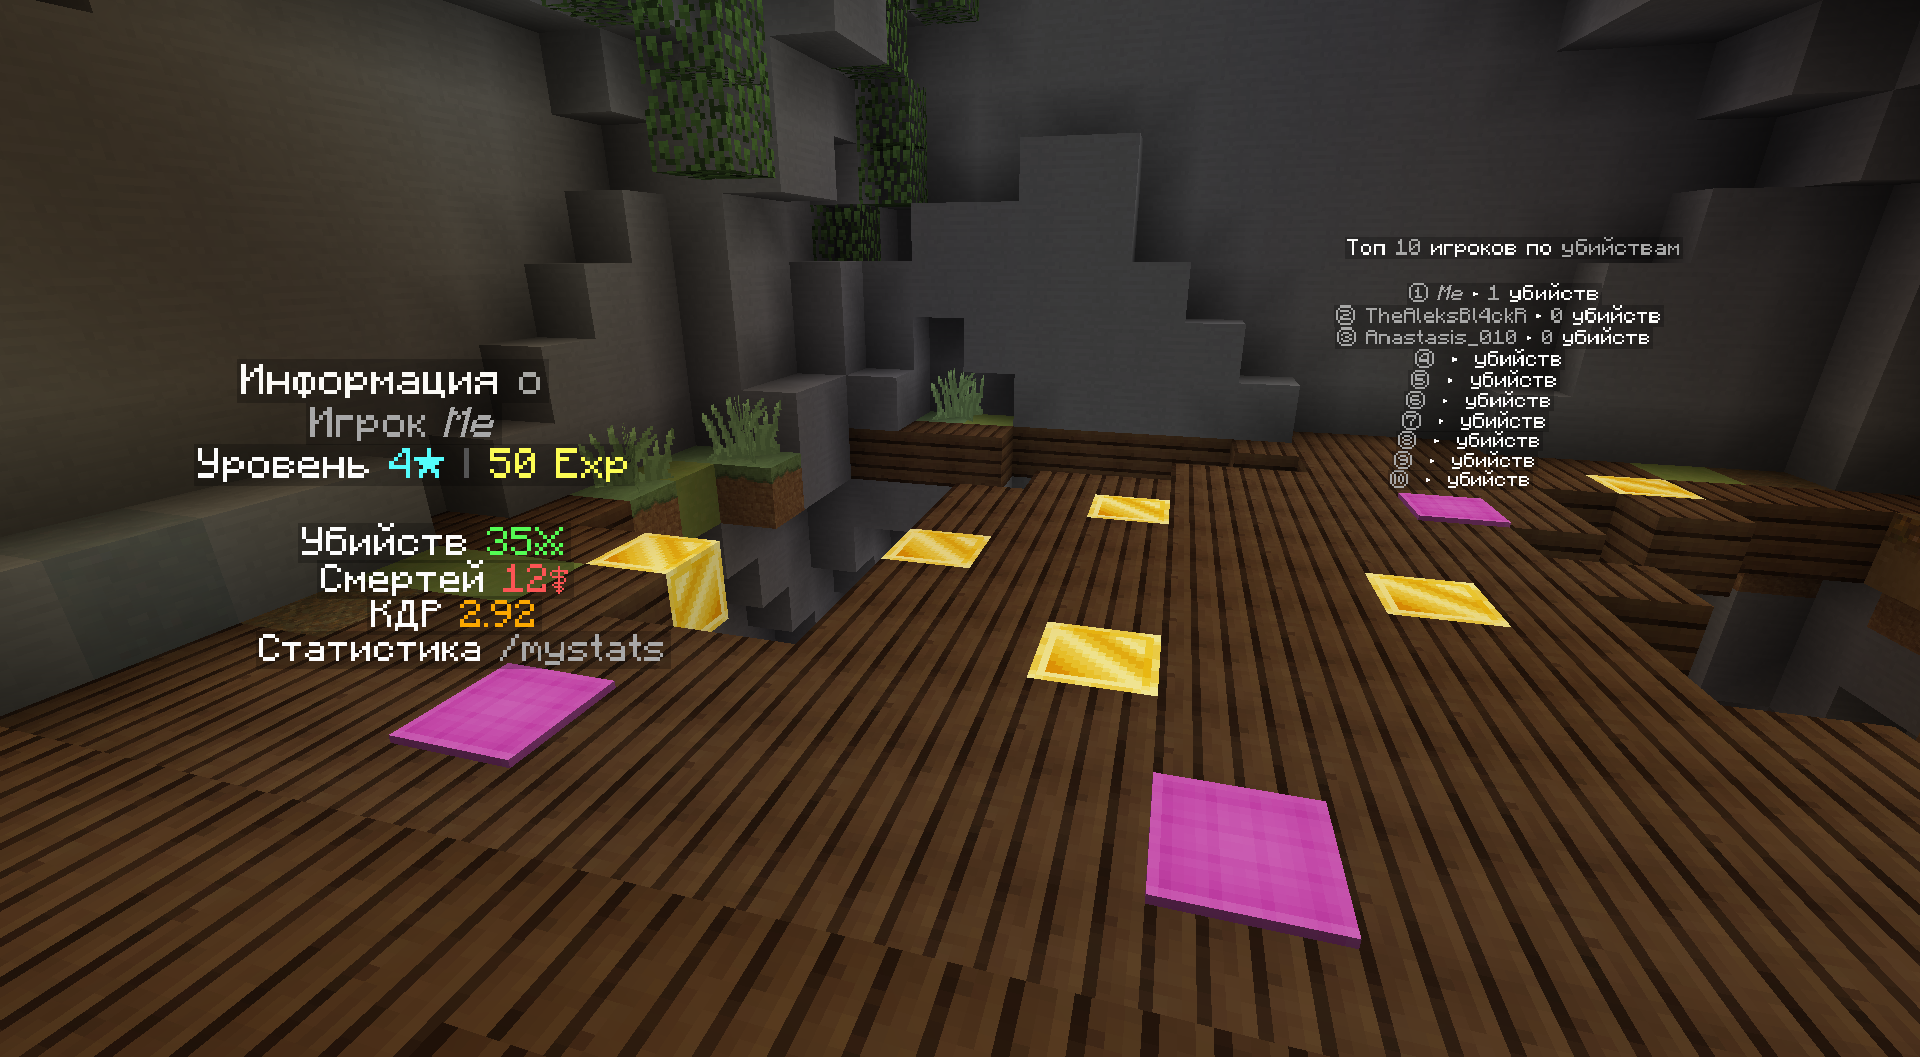 Информация о
Игрок Me
Уровень 4★ | 50 Exp
Убийств 35⚔
Смертей 12☠
КДР 2.92
Статистика /mystats
Топ 10 игроков по убийствам
① Me ‣ 1 убийств
② TheAleksBl4ckR ‣ 0 убийств
③ Anastasis_010 ‣ 0 убийств
④ ‣ убийств
⑤ ‣ убийств
⑥ ‣ убийств
⑦ ‣ убийств
⑧ ‣ убийств
⑨ ‣ убийств
⑩ ‣ убийств